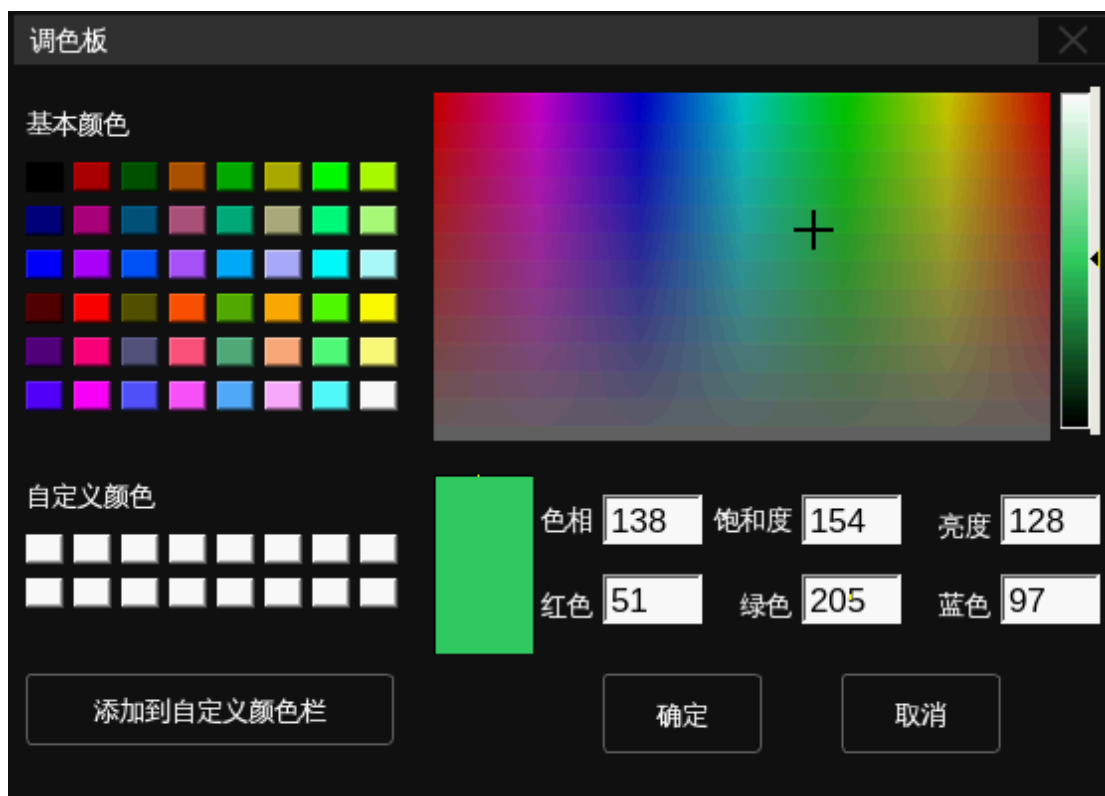 调色板
基本颜色
自定义颜色
色相 138 饱和度 154 亮度 128
红色 51 绿色 205 蓝色 97
添加到自定义颜色栏 确定 取消